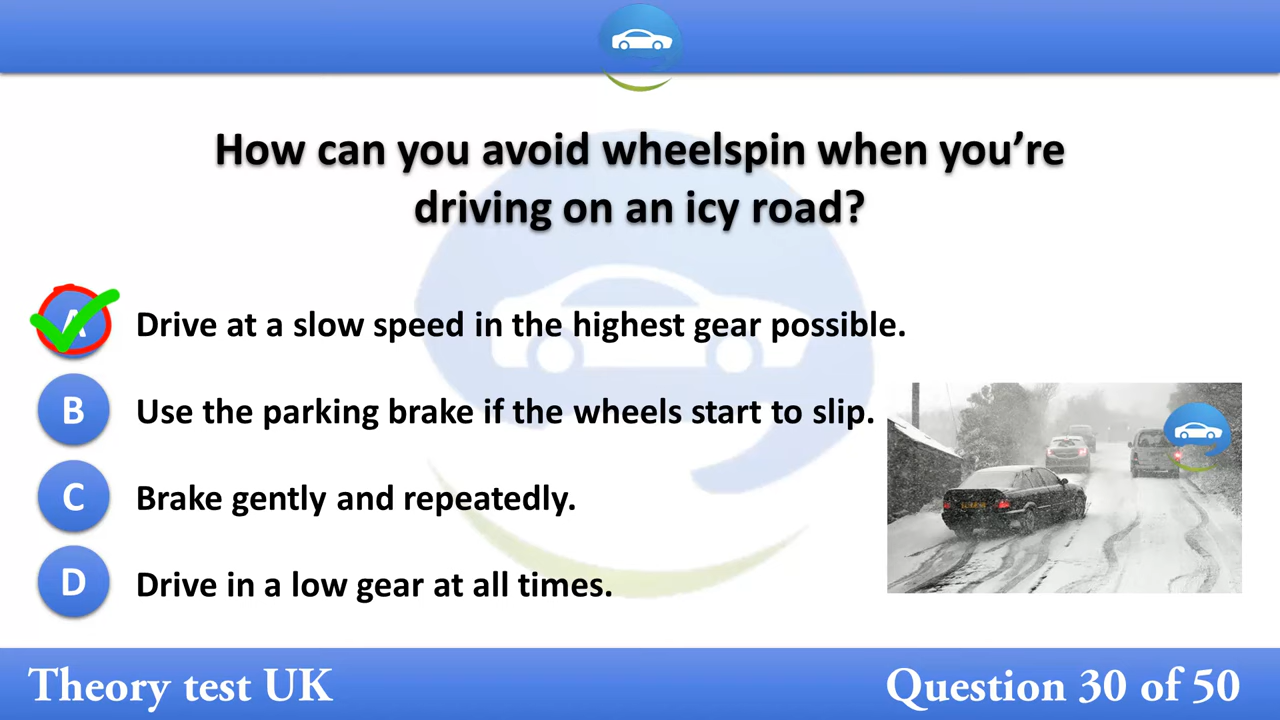 How can you avoid wheelspin when you’re
driving on an icy road?
A
Drive at a slow speed in the highest gear possible.
B
Use the parking brake if the wheels start to slip.
C
Brake gently and repeatedly.
D
Drive in a low gear at all times.
Theory test UK
Question 30 of 50